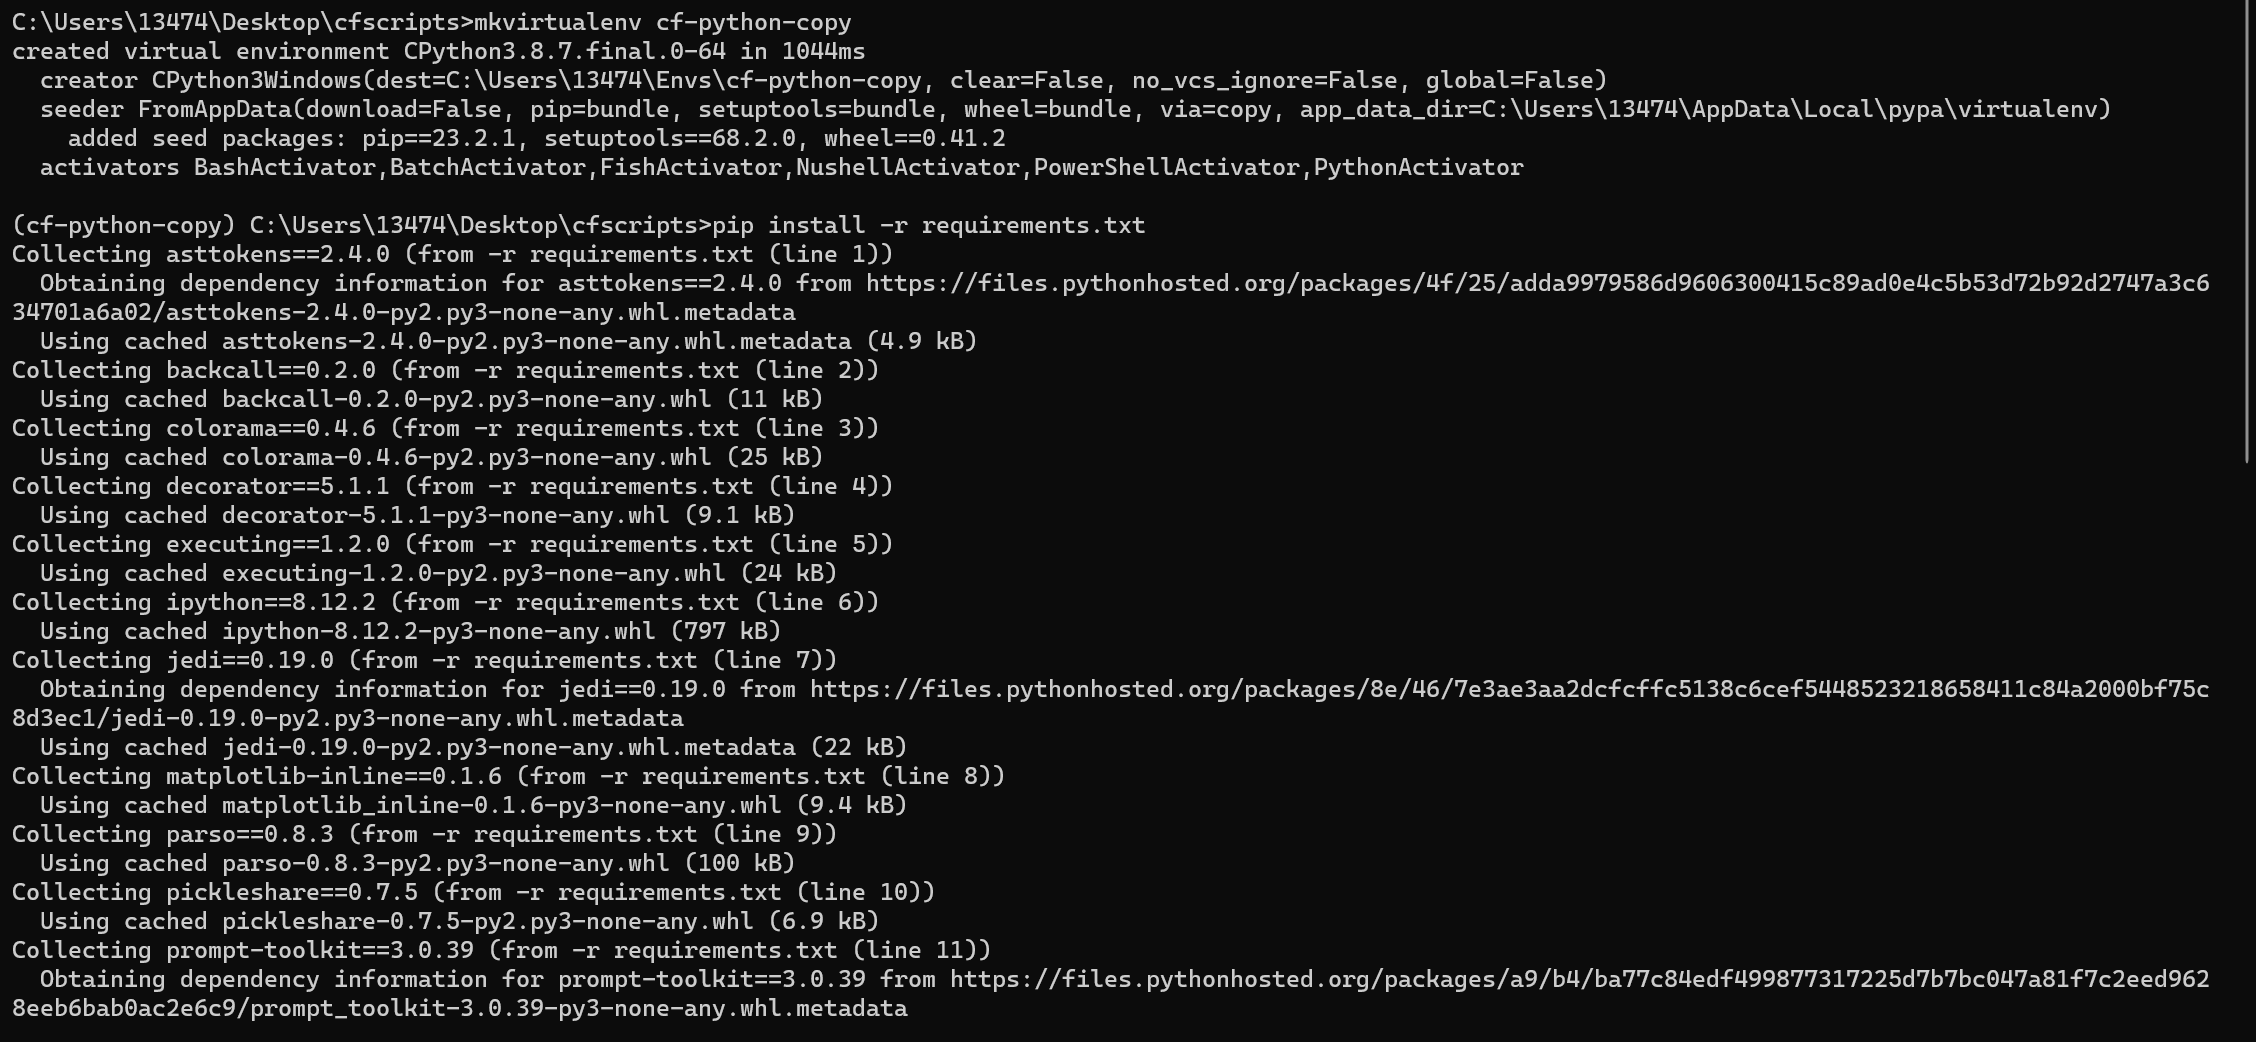 C:\Users\13474\Desktop\cfscripts>mkvirtualenv cf-python-copy
created virtual environment CPython3.8.7.final.0-64 in 1044ms
  creator CPython3Windows(dest=C:\Users\13474\Envs\cf-python-copy, clear=False, no_vcs_ignore=False, global=False)
  seeder FromAppData(download=False, pip=bundle, setuptools=bundle, wheel=bundle, via=copy, app_data_dir=C:\Users\13474\AppData\Local\pypa\virtualenv)
    added seed packages: pip==23.2.1, setuptools==68.2.0, wheel==0.41.2
  activators BashActivator,BatchActivator,FishActivator,NushellActivator,PowerShellActivator,PythonActivator

(cf-python-copy) C:\Users\13474\Desktop\cfscripts>pip install -r requirements.txt
Collecting asttokens==2.4.0 (from -r requirements.txt (line 1))
  Obtaining dependency information for asttokens==2.4.0 from https://files.pythonhosted.org/packages/4f/25/adda9979586d9606300415c89ad0e4c5b53d72b92d2747a3c6
34701a6a02/asttokens-2.4.0-py2.py3-none-any.whl.metadata
  Using cached asttokens-2.4.0-py2.py3-none-any.whl.metadata (4.9 kB)
Collecting backcall==0.2.0 (from -r requirements.txt (line 2))
  Using cached backcall-0.2.0-py2.py3-none-any.whl (11 kB)
Collecting colorama==0.4.6 (from -r requirements.txt (line 3))
  Using cached colorama-0.4.6-py2.py3-none-any.whl (25 kB)
Collecting decorator==5.1.1 (from -r requirements.txt (line 4))
  Using cached decorator-5.1.1-py3-none-any.whl (9.1 kB)
Collecting executing==1.2.0 (from -r requirements.txt (line 5))
  Using cached executing-1.2.0-py2.py3-none-any.whl (24 kB)
Collecting ipython==8.12.2 (from -r requirements.txt (line 6))
  Using cached ipython-8.12.2-py3-none-any.whl (797 kB)
Collecting jedi==0.19.0 (from -r requirements.txt (line 7))
  Obtaining dependency information for jedi==0.19.0 from https://files.pythonhosted.org/packages/8e/46/7e3ae3aa2dcfcffc5138c6cef5448523218658411c84a2000bf75c
8d3ec1/jedi-0.19.0-py2.py3-none-any.whl.metadata
  Using cached jedi-0.19.0-py2.py3-none-any.whl.metadata (22 kB)
Collecting matplotlib-inline==0.1.6 (from -r requirements.txt (line 8))
  Using cached matplotlib_inline-0.1.6-py3-none-any.whl (9.4 kB)
Collecting parso==0.8.3 (from -r requirements.txt (line 9))
  Using cached parso-0.8.3-py2.py3-none-any.whl (100 kB)
Collecting pickleshare==0.7.5 (from -r requirements.txt (line 10))
  Using cached pickleshare-0.7.5-py2.py3-none-any.whl (6.9 kB)
Collecting prompt-toolkit==3.0.39 (from -r requirements.txt (line 11))
  Obtaining dependency information for prompt-toolkit==3.0.39 from https://files.pythonhosted.org/packages/a9/b4/ba77c84edf499877317225d7b7bc047a81f7c2eed962
8eeb6bab0ac2e6c9/prompt_toolkit-3.0.39-py3-none-any.whl.metadata